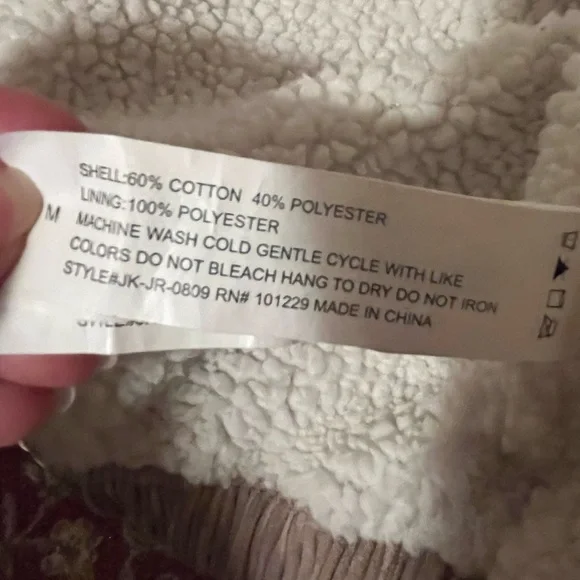 SHELL:60% COTTON 40% POLYESTER
LINING:100% POLYESTER
M MACHINE WASH COLD GENTLE CYCLE WITH LIKE
COLORS DO NOT BLEACH HANG TO DRY DO NOT IRON
STYLE#JK-JR-0809 RN# 101229 MADE IN CHINA